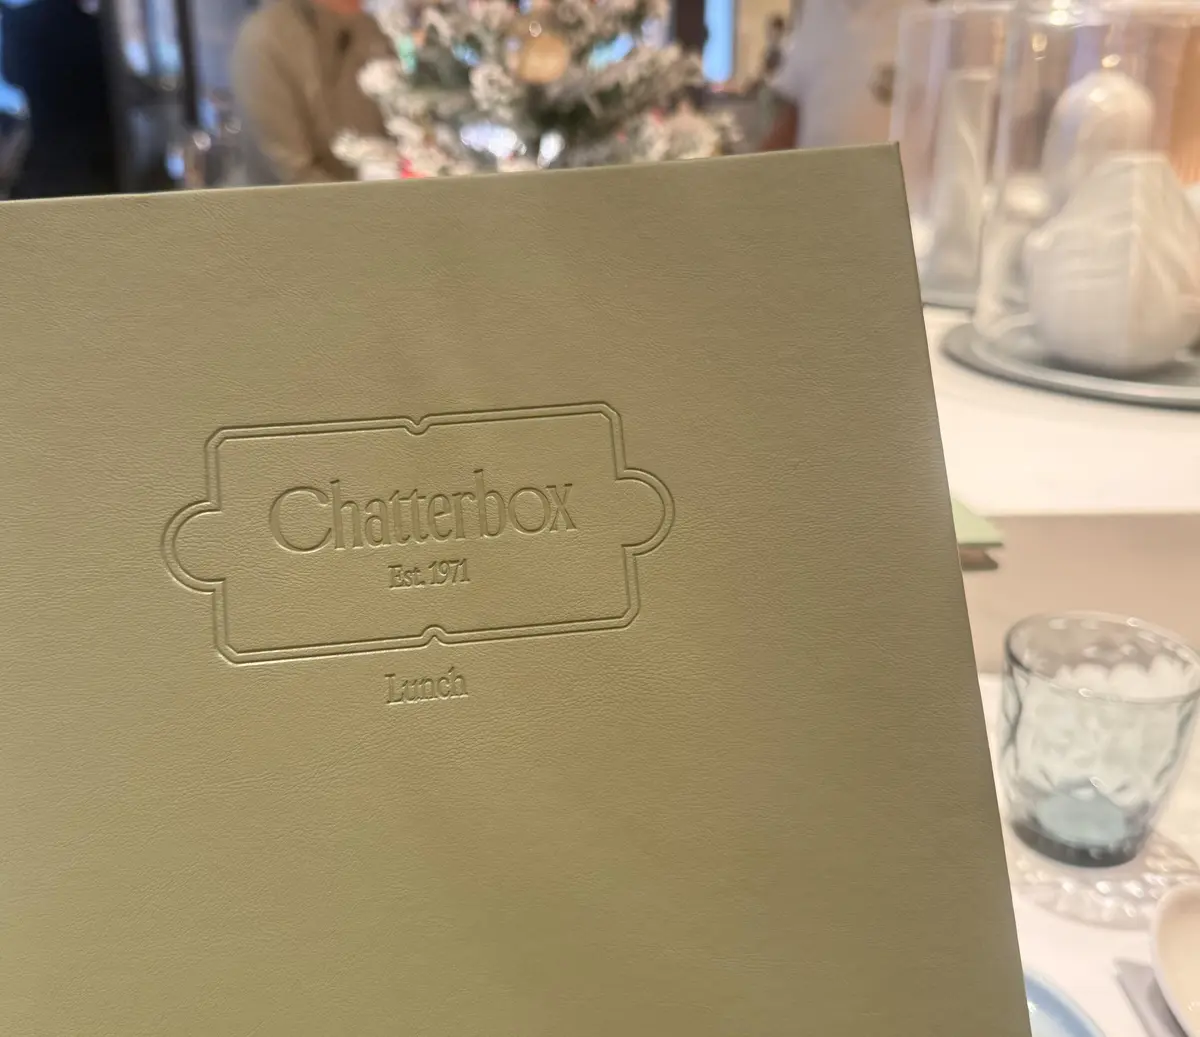 Chatterbox
Est. 1971
Lunch